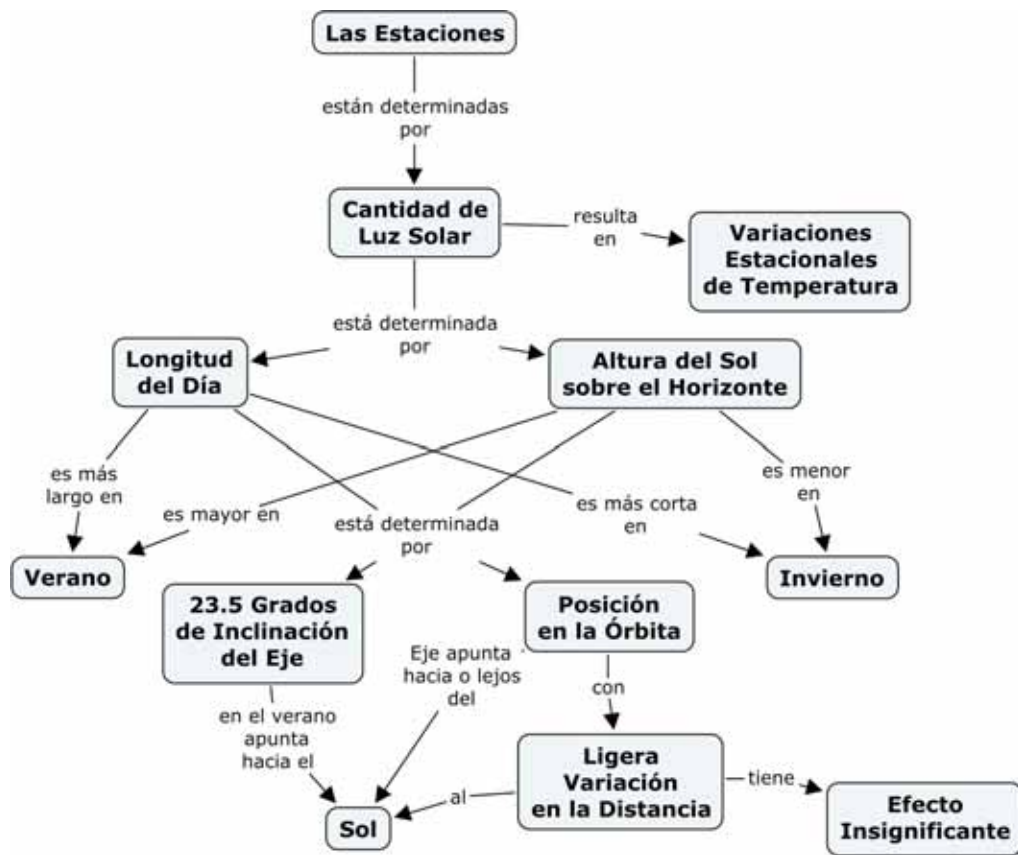 Las Estaciones
están determinadas
por
Cantidad de
Luz Solar
resulta
en
Variaciones
Estacionales
de Temperatura
está determinada
por
Longitud
del Día
Altura del Sol
sobre el Horizonte
es más
largo en
es mayor en
está determinada
por
es más corta
en
es menor
en
Verano
23.5 Grados
de Inclinación
del Eje
Posición
en la Órbita
Invierno
en el verano
apunta
hacia el
Eje apunta
hacia o lejos
del
con
Sol
al
Ligera
Variación
en la Distancia
tiene
Efecto
Insignificante